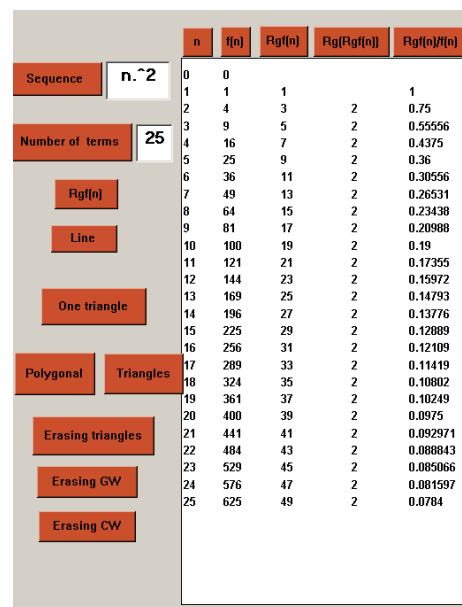 n f(n) Rgf(n) Rg(Rgf(n)) Rgf(n)/f(n)
Sequence n.^2
Number of terms 25
Rgf(n)
Line
One triangle
Polygonal Triangles
Erasing triangles
Erasing GW
Erasing CW
0 0
1 1 1 1
2 4 3 2 0.75
3 9 5 2 0.55556
4 16 7 2 0.4375
5 25 9 2 0.36
6 36 11 2 0.30556
7 49 13 2 0.26531
8 64 15 2 0.23438
9 81 17 2 0.20988
10 100 19 2 0.19
11 121 21 2 0.17355
12 144 23 2 0.15972
13 169 25 2 0.14793
14 196 27 2 0.13776
15 225 29 2 0.12889
16 256 31 2 0.12109
17 289 33 2 0.11419
18 324 35 2 0.10802
19 361 37 2 0.10249
20 400 39 2 0.0975
21 441 41 2 0.092971
22 484 43 2 0.088843
23 529 45 2 0.085066
24 576 47 2 0.081597
25 625 49 2 0.0784